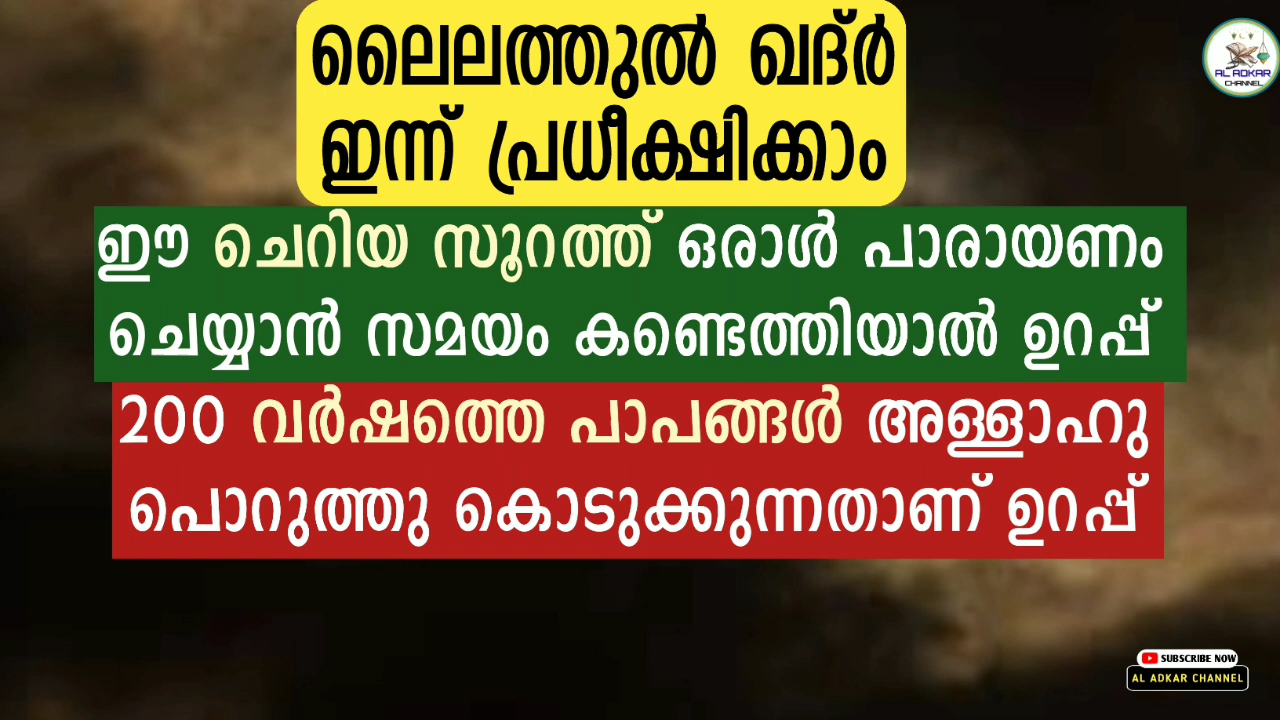 ലൈലത്തുൽ ഖദ്ർ
ഇന്ന് പ്രധീക്ഷിക്കാം
ഈ ചെറിയ സൂറത്ത് ഒരാൾ പാരായണം
ചെയ്യാൻ സമയം കണ്ടെത്തിയാൽ ഉറപ്പ്
200 വർഷത്തെ പാപങ്ങൾ അള്ളാഹു
പൊറുത്തു കൊടുക്കുന്നതാണ് ഉറപ്പ്
AL ADKAR
CHANNEL
SUBSCRIBE NOW
AL ADKAR CHANNEL